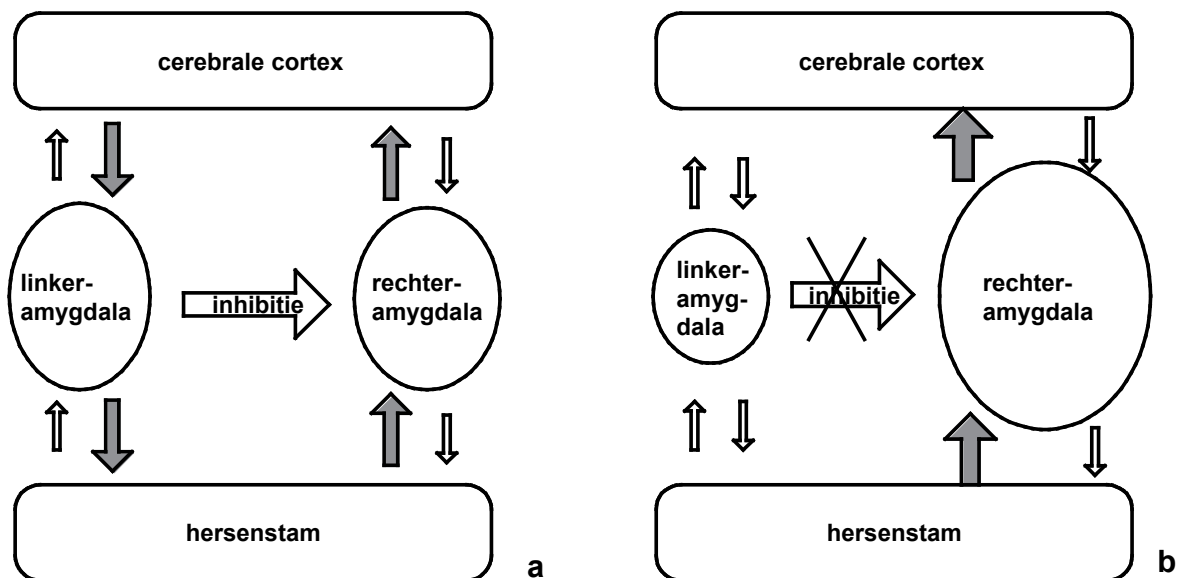 cerebrale cortex
linker-
amygdala
inhibitie
rechter-
amygdala
hersenstam
a
cerebrale cortex
linker-
amyg-
dala
inhibitie
rechter-
amygdala
hersenstam
b